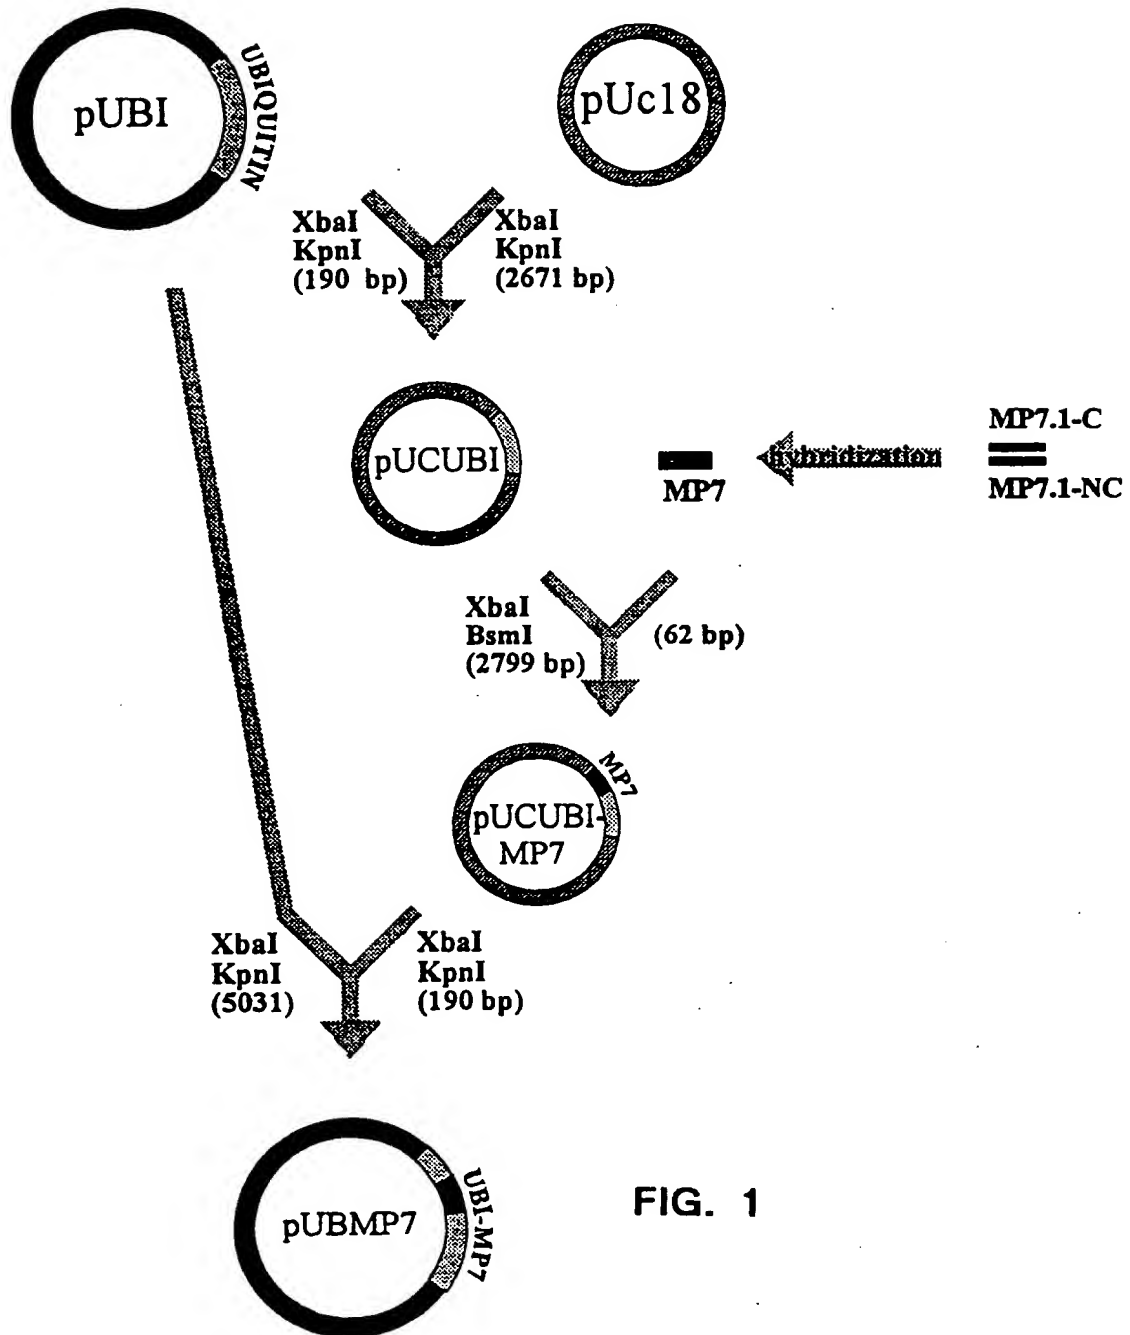 pUBI
UBIQUITIN
pUc18
XbaI
KpnI
(190 bp)
XbaI
KpnI
(2671 bp)
pUCUBI
MP7
hybridization
MP7.1-C
MP7.1-NC
XbaI
BsmI
(2799 bp)
(62 bp)
MP7
pUCUBI-
MP7
XbaI
KpnI
(5031)
XbaI
KpnI
(190 bp)
pUBMP7
UBI-MP7
FIG. 1